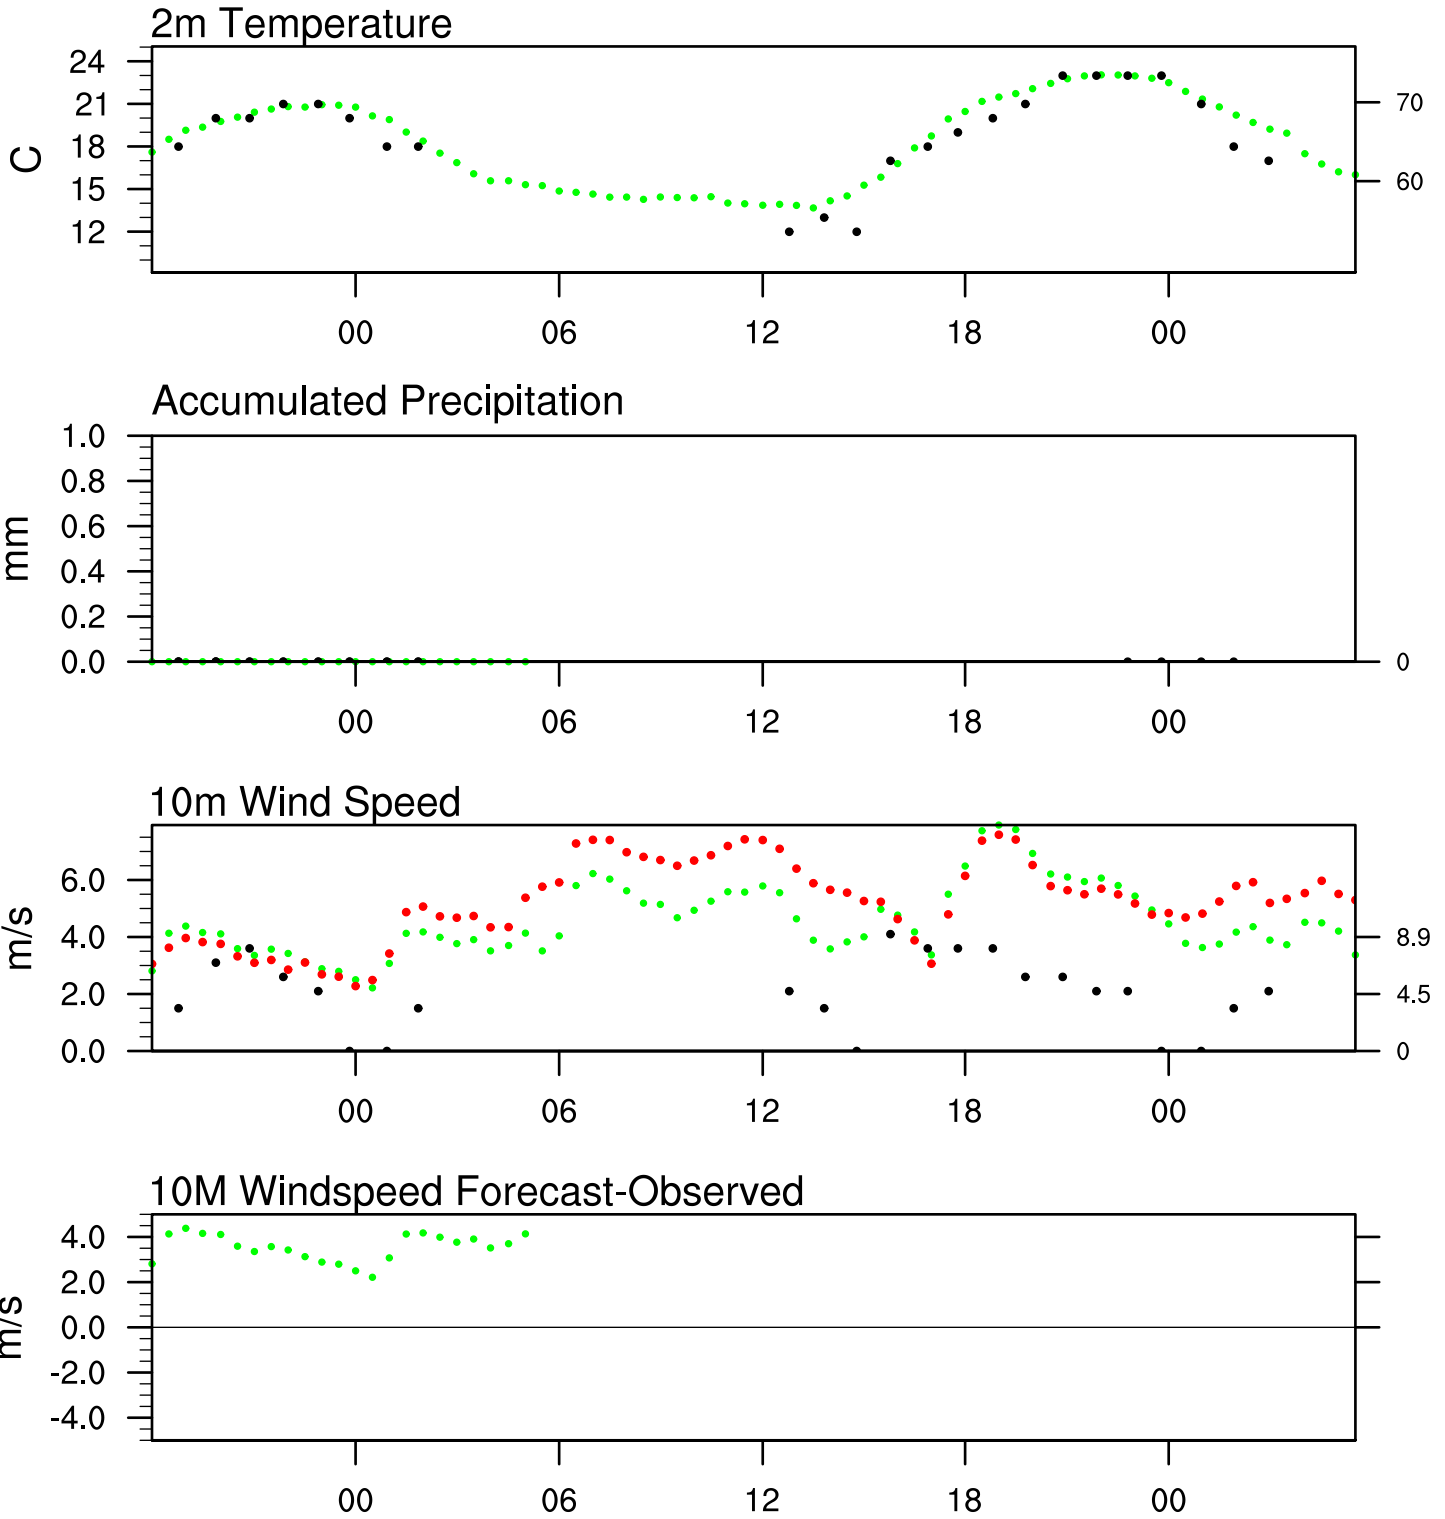 2m Temperature
24
21
18
15
12
C
70
60
00 06 12 18 00
Accumulated Precipitation
1.0
0.8
0.6
0.4
0.2
0.0
mm
0
00 06 12 18 00
10m Wind Speed
6.0
4.0
2.0
0.0
m/s
8.9
4.5
0
00 06 12 18 00
10M Windspeed Forecast-Observed
4.0
2.0
0.0
-2.0
-4.0
m/s
00 06 12 18 00